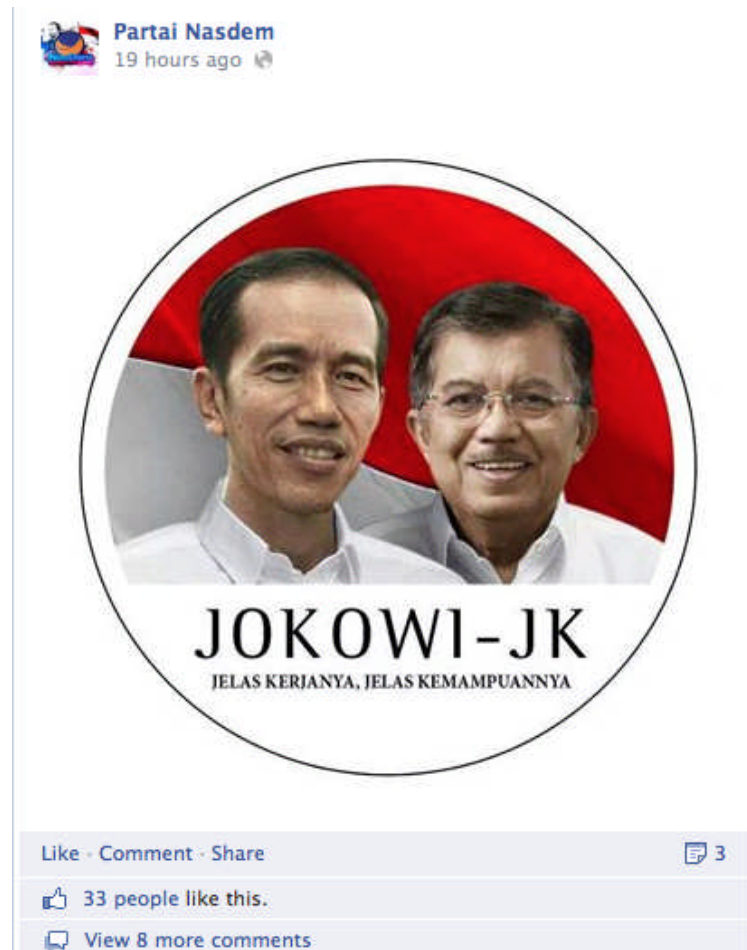 Partai Nasdem
19 hours ago
JOKOWI-JK
JELAS KERJANYA, JELAS KEMAMPUANNYA
Like · Comment · Share 3
33 people like this.
View 8 more comments